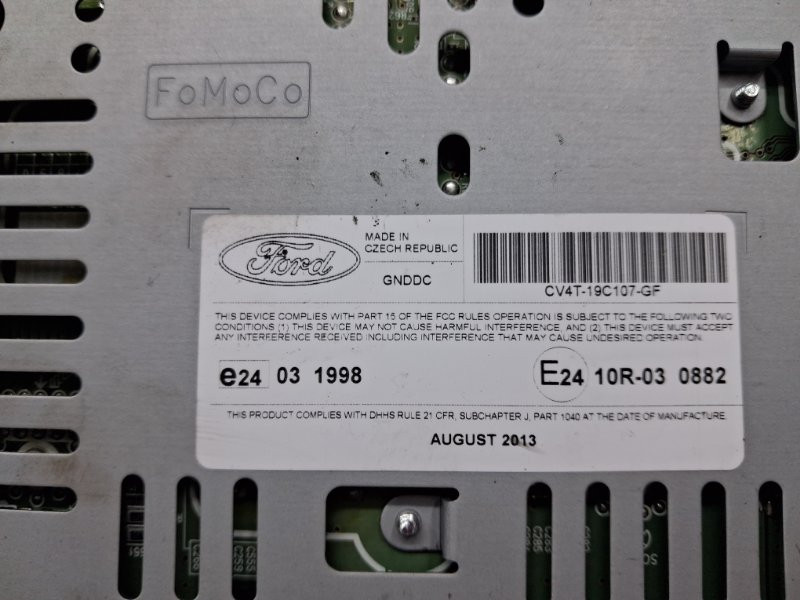 FoMoCo
Ford
MADE IN
CZECH REPUBLIC
GNDDC
CV4T-19C107-GF
THIS DEVICE COMPLIES WITH PART 15 OF THE FCC RULES OPERATION IS SUBJECT TO THE FOLLOWING TWO
CONDITIONS (1) THIS DEVICE MAY NOT CAUSE HARMFUL INTERFERENCE, AND (2) THIS DEVICE MUST ACCEPT
ANY INTERFERENCE RECEIVED INCLUDING INTERFERENCE THAT MAY CAUSE UNDESIRED OPERATION.
e24 03 1998
E24 10R-03 0882
THIS PRODUCT COMPLIES WITH DHHS RULE 21 CFR, SUBCHAPTER J, PART 1040 AT THE DATE OF MANUFACTURE
AUGUST 2013